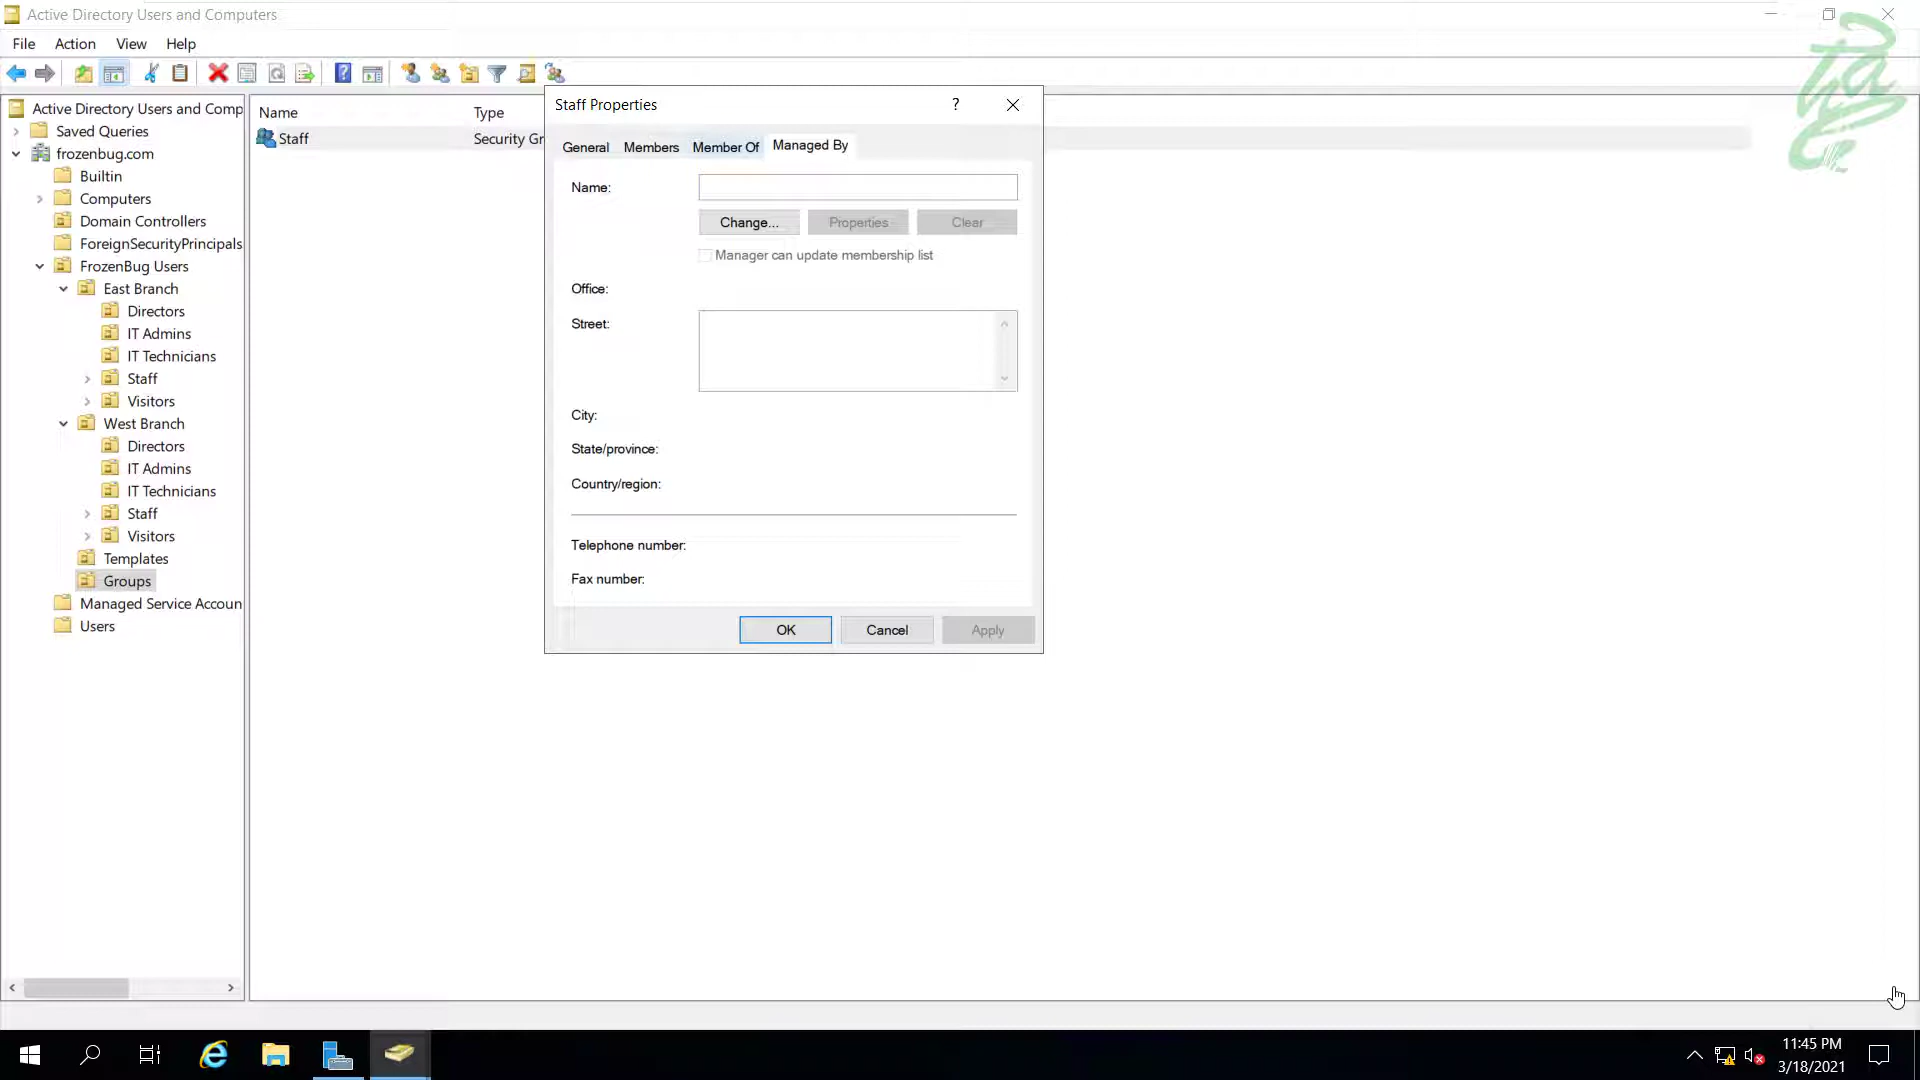 Active Directory Users and Computers
File Action View Help
Active Directory Users and Comp
Saved Queries
frozenbug.com
Builtin
Computers
Domain Controllers
ForeignSecurityPrincipals
FrozenBug Users
East Branch
Directors
IT Admins
IT Technicians
Staff
Visitors
West Branch
Directors
IT Admins
IT Technicians
Staff
Visitors
Templates
Groups
Managed Service Accoun
Users
Name Type
Staff Security Gr
Staff Properties
General Members Member Of Managed By
Name:
Change... Properties Clear
Manager can update membership list
Office:
Street:
City:
State/province:
Country/region:
Telephone number:
Fax number:
OK Cancel Apply
11:45 PM
3/18/2021